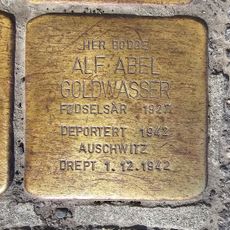 HER BODDE
ALF ABEL
GOLDWASSER
FØDSELSÅR 1927
DEPORTERT 1942
AUSCHWITZ
DREPT 1.12.1942